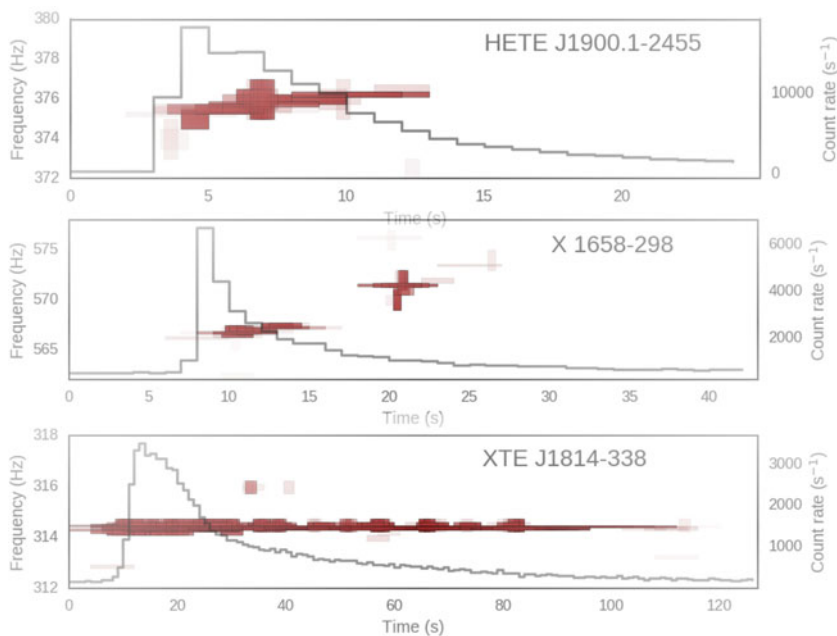 HETE J1900.1-2455
Frequency (Hz)
380
378
376
374
372
Count rate (s⁻¹)
10000
0
0 5 10 15 20
Time (s)
X 1658-298
Frequency (Hz)
575
570
565
Count rate (s⁻¹)
6000
4000
2000
0 5 10 15 20 25 30 35 40
Time (s)
XTE J1814-338
Frequency (Hz)
318
316
314
312
Count rate (s⁻¹)
3000
2000
1000
0 20 40 60 80 100 120
Time (s)